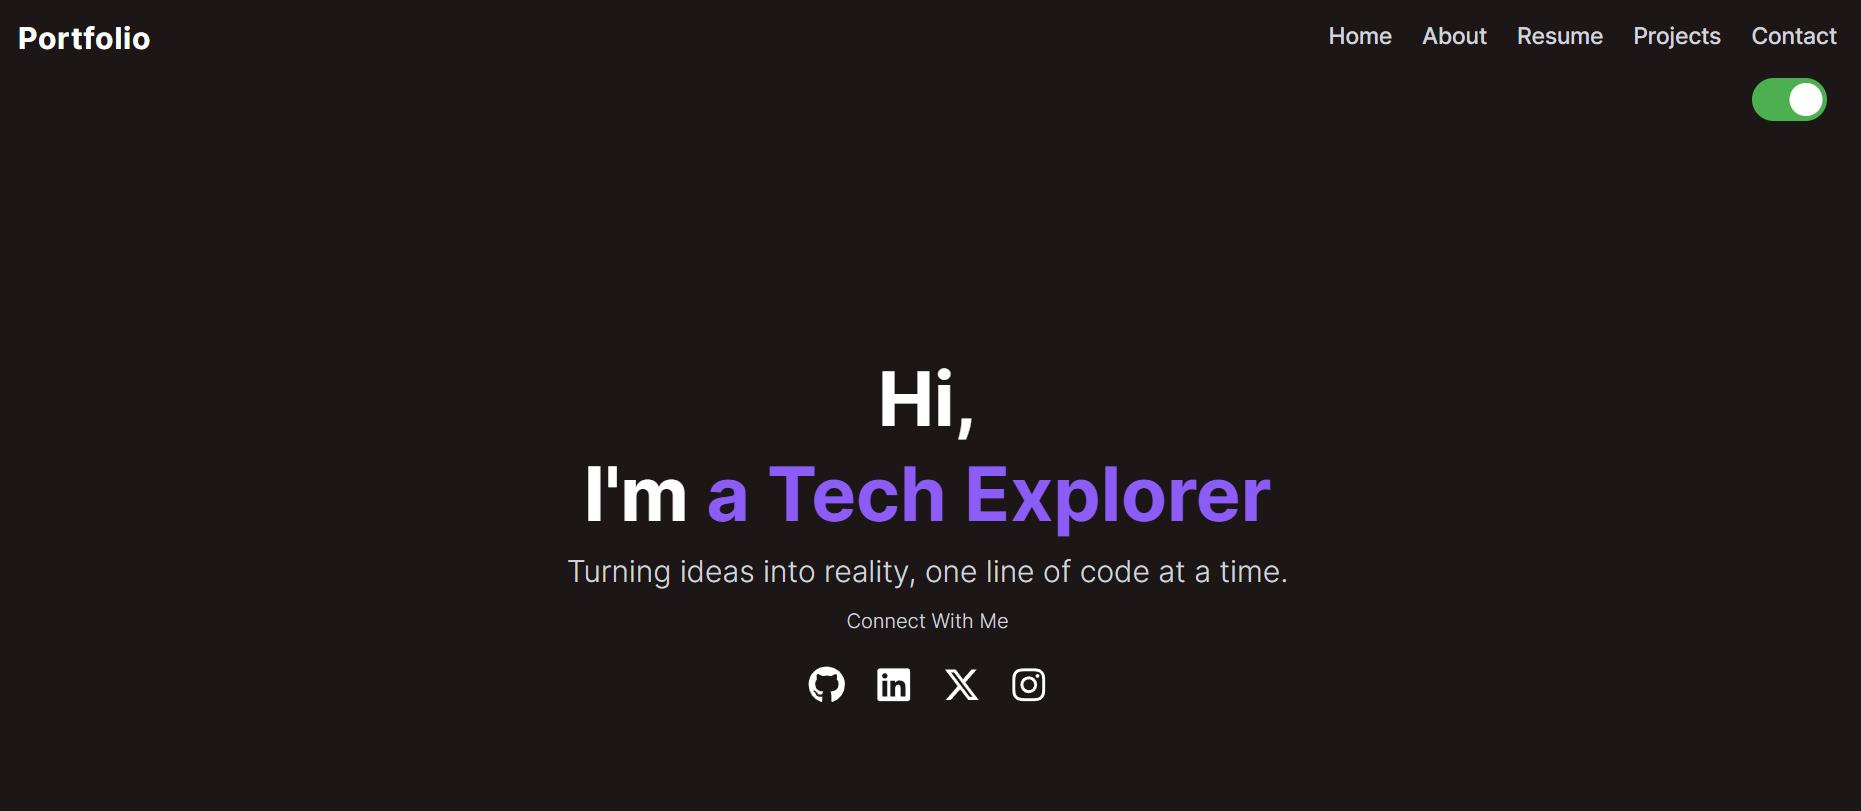 Portfolio
Home About Resume Projects Contact
Hi,
I'm a Tech Explorer
Turning ideas into reality, one line of code at a time.
Connect With Me